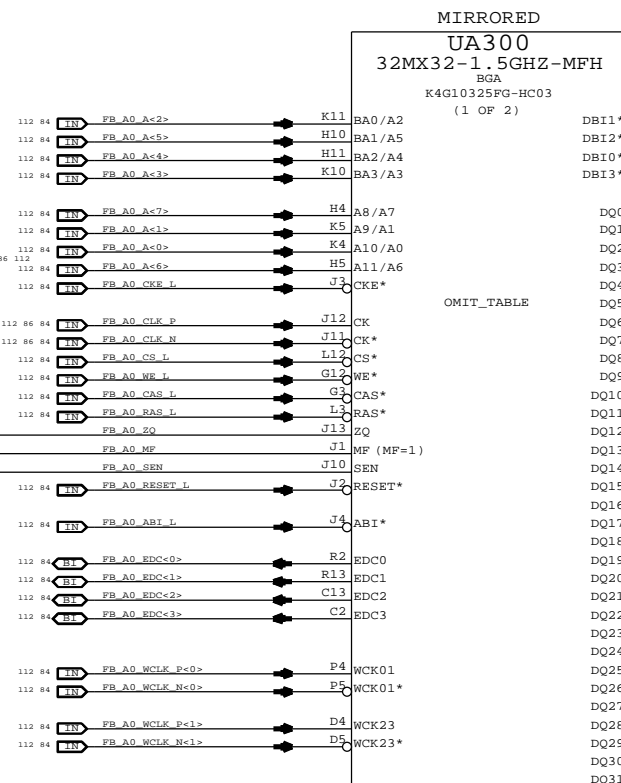 MIRRORED
UA300
32MX32-1.5GHZ-MFH
BGA
K4G10325FG-HC03
(1 OF 2)
112 84 IN FB_A0_A<2> K11 BA0/A2 DBI1*
112 84 IN FB_A0_A<5> H10 BA1/A5 DBI2*
112 84 IN FB_A0_A<4> H11 BA2/A4 DBI0*
112 84 IN FB_A0_A<3> K10 BA3/A3 DBI3*
112 84 IN FB_A0_A<7> H4 A8/A7 DQ0
112 84 IN FB_A0_A<1> K5 A9/A1 DQ1
112 84 IN FB_A0_A<0> K4 A10/A0 DQ2
86 112
112 84 IN FB_A0_A<6> H5 A11/A6 DQ3
112 84 IN FB_A0_CKE_L J3 CKE* DQ4
OMIT_TABLE DQ5
112 86 84 IN FB_A0_CLK_P J12 CK DQ6
112 86 84 IN FB_A0_CLK_N J11 CK* DQ7
112 84 IN FB_A0_CS_L L12 CS* DQ8
112 84 IN FB_A0_WE_L G12 WE* DQ9
112 84 IN FB_A0_CAS_L G3 CAS* DQ10
112 84 IN FB_A0_RAS_L L3 RAS* DQ11
FB_A0_ZQ J13 ZQ DQ12
FB_A0_MF J1 MF (MF=1) DQ13
FB_A0_SEN J10 SEN DQ14
112 84 IN FB_A0_RESET_L J2 RESET* DQ15
DQ16
112 84 IN FB_A0_ABI_L J4 ABI* DQ17
DQ18
112 84 BI FB_A0_EDC<0> R2 EDC0 DQ19
112 84 BI FB_A0_EDC<1> R13 EDC1 DQ20
112 84 BI FB_A0_EDC<2> C13 EDC2 DQ21
112 84 BI FB_A0_EDC<3> C2 EDC3 DQ22
DQ23
DQ24
112 84 IN FB_A0_WCLK_P<0> P4 WCK01 DQ25
112 84 IN FB_A0_WCLK_N<0> P5 WCK01* DQ26
DQ27
112 84 IN FB_A0_WCLK_P<1> D4 WCK23 DQ28
112 84 IN FB_A0_WCLK_N<1> D5 WCK23* DQ29
DQ30
DQ31